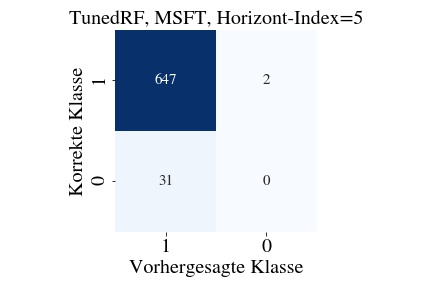 TunedRF, MSFT, Horizont-Index=5
Korrekte Klasse
1
647
2
0
31
0
1
0
Vorhergesagte Klasse